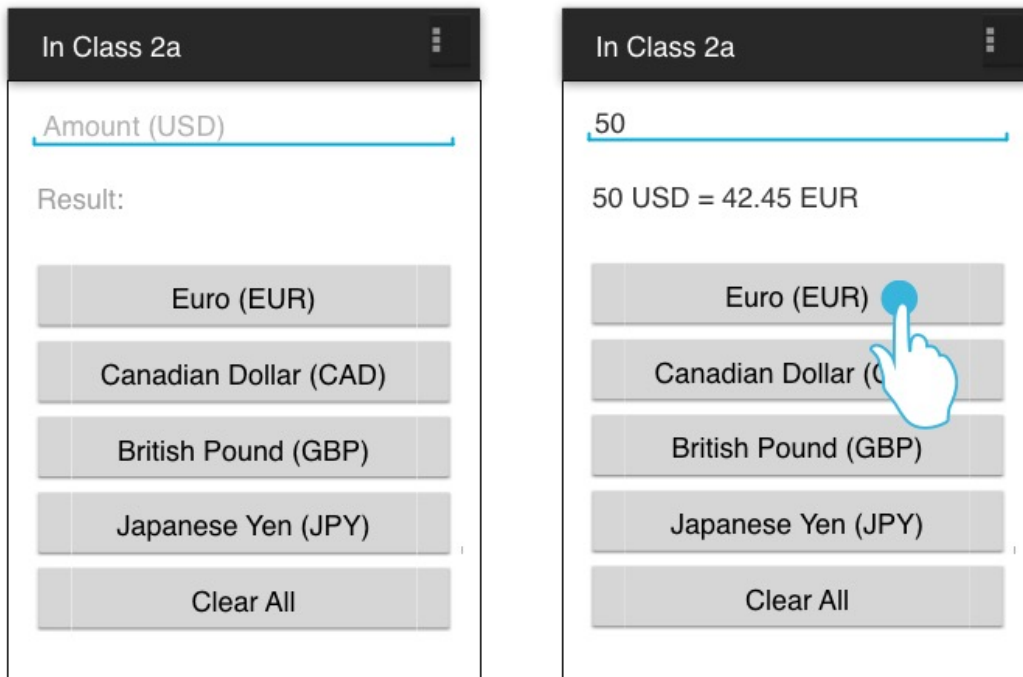 In Class 2a
Amount (USD)
Result:
Euro (EUR)
Canadian Dollar (CAD)
British Pound (GBP)
Japanese Yen (JPY)
Clear All
In Class 2a
50
50 USD = 42.45 EUR
Euro (EUR)
Canadian Dollar (
British Pound (GBP)
Japanese Yen (JPY)
Clear All